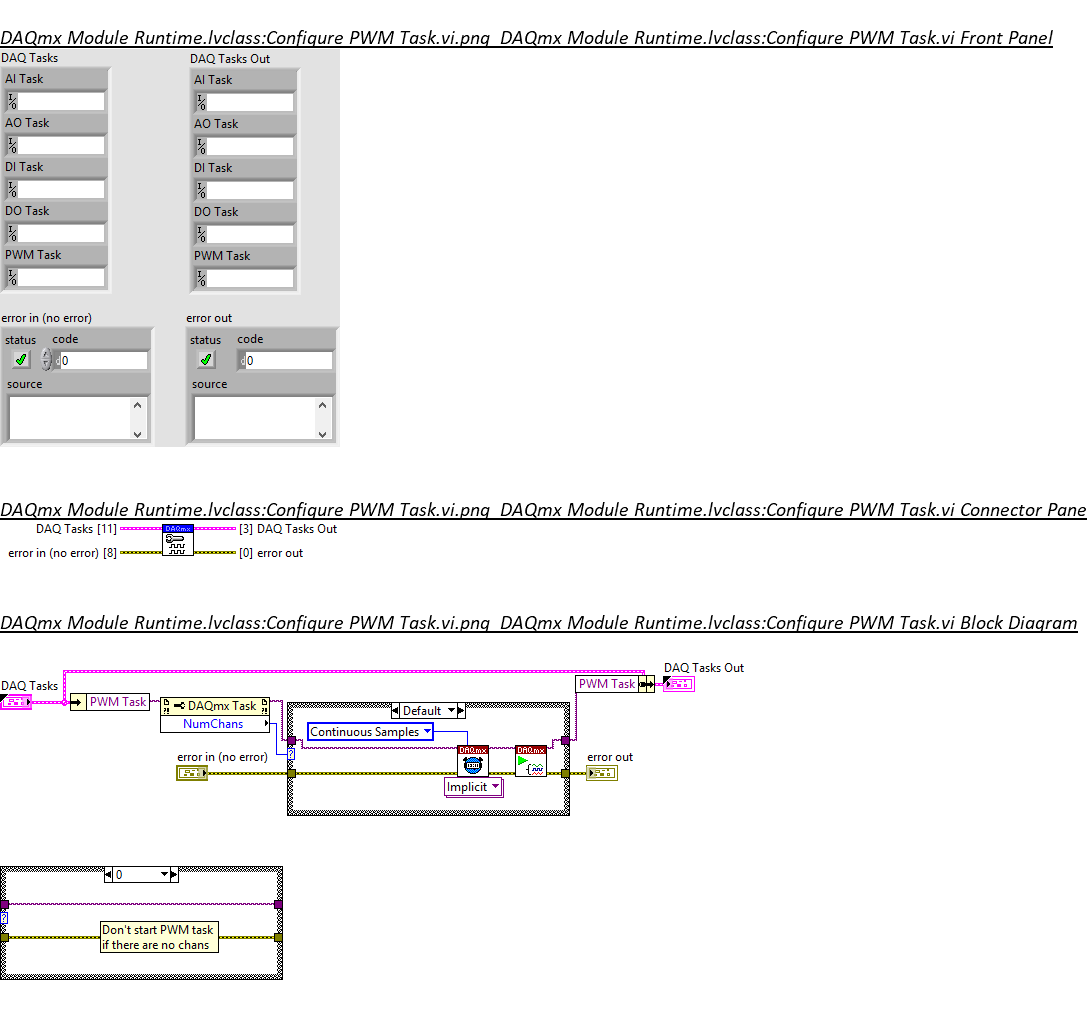 DAQmx Module Runtime.lvclass:Configure PWM Task.vi.png  DAQmx Module Runtime.lvclass:Configure PWM Task.vi Front Panel
DAQ Tasks
DAQ Tasks Out
AI Task
AI Task
I/O
I/O
AO Task
AO Task
I/O
I/O
DI Task
DI Task
I/O
I/O
DO Task
DO Task
I/O
I/O
PWM Task
PWM Task
I/O
I/O
error in (no error)
error out
status code
status code
d 0
d 0
source
source
DAQmx Module Runtime.lvclass:Configure PWM Task.vi.png  DAQmx Module Runtime.lvclass:Configure PWM Task.vi Connector Pane
DAQ Tasks [11] DAQmx [3] DAQ Tasks Out
error in (no error) [8] [0] error out
DAQmx Module Runtime.lvclass:Configure PWM Task.vi.png  DAQmx Module Runtime.lvclass:Configure PWM Task.vi Block Diagram
DAQ Tasks Out
DAQ Tasks
PWM Task
PWM Task
DAQmx Task
NumChans
Default
Continuous Samples
?
DAQmx
DAQmx
error in (no error)
error out
Implicit
0
?
Don't start PWM task
if there are no chans